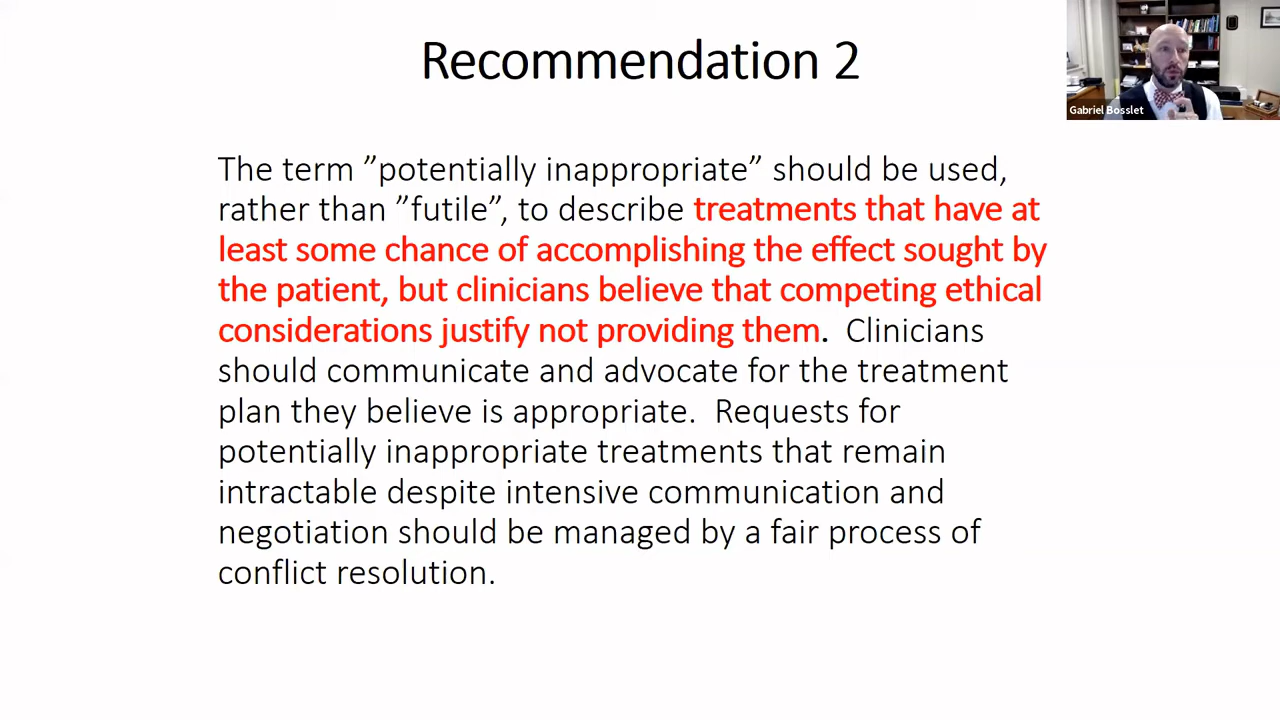 Recommendation 2
Gabriel Bosslet
The term ”potentially inappropriate” should be used,
rather than ”futile”, to describe treatments that have at
least some chance of accomplishing the effect sought by
the patient, but clinicians believe that competing ethical
considerations justify not providing them. Clinicians
should communicate and advocate for the treatment
plan they believe is appropriate. Requests for
potentially inappropriate treatments that remain
intractable despite intensive communication and
negotiation should be managed by a fair process of
conflict resolution.